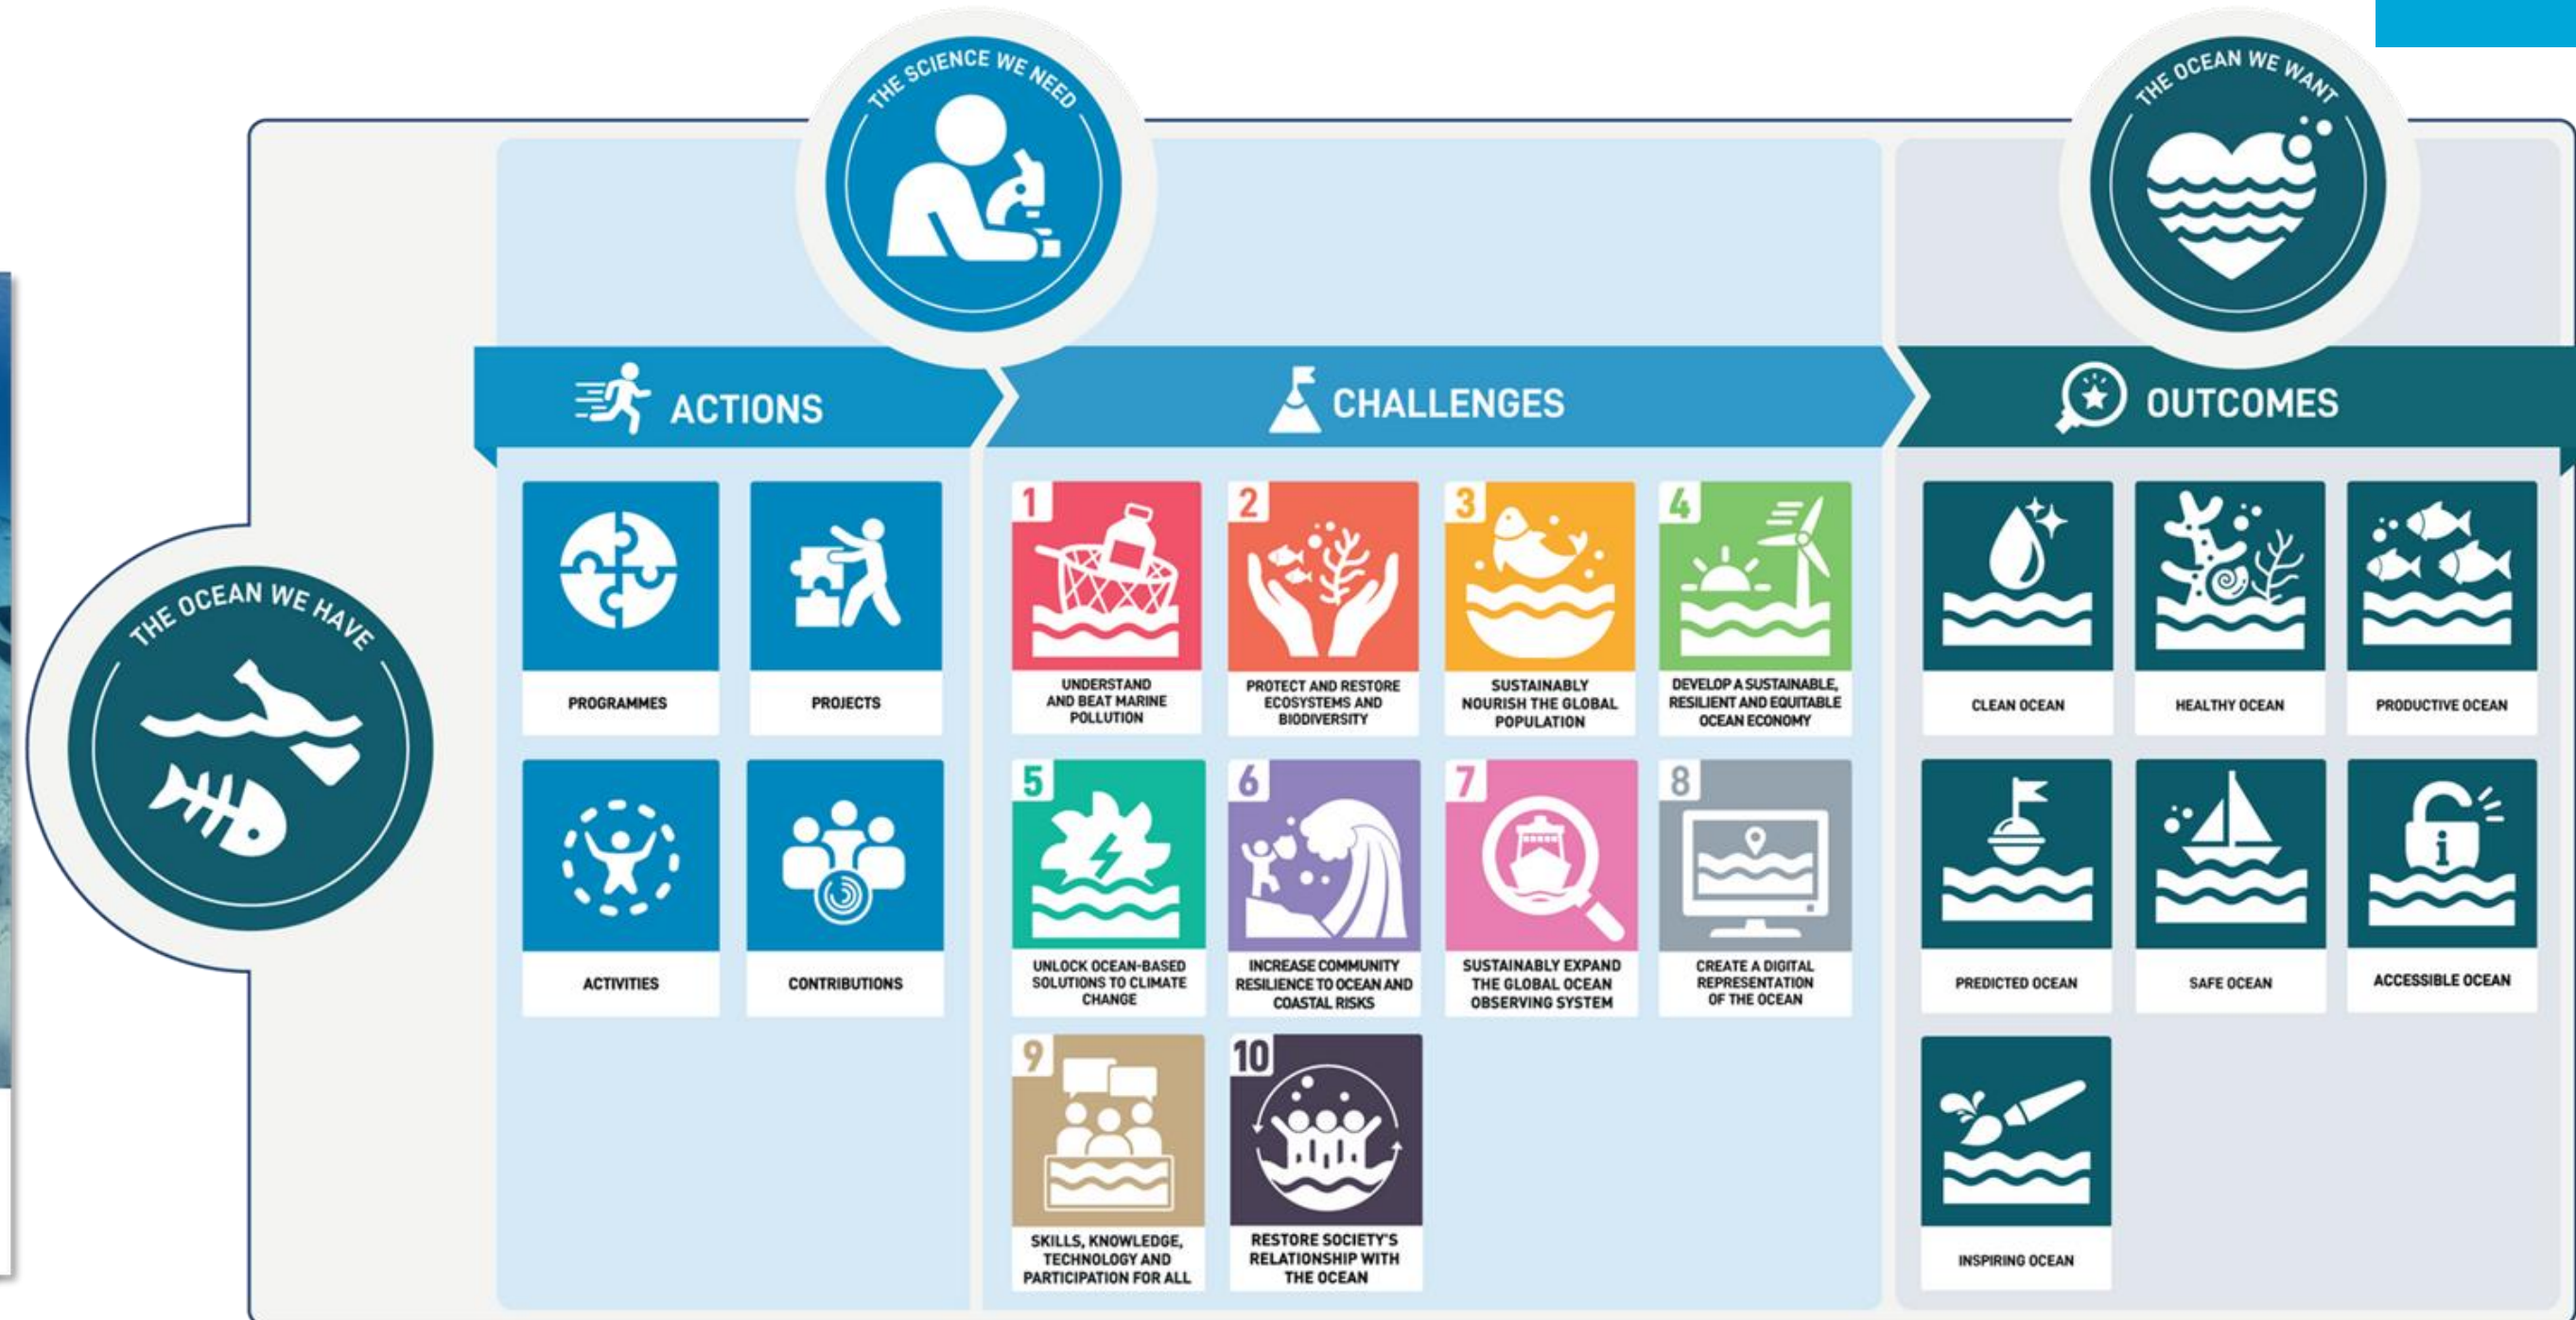 THE SCIENCE WE NEED
THE OCEAN WE WANT
THE OCEAN WE HAVE
ACTIONS
PROGRAMMES
PROJECTS
ACTIVITIES
CONTRIBUTIONS
CHALLENGES
1
UNDERSTAND
AND BEAT MARINE
POLLUTION
2
PROTECT AND RESTORE
ECOSYSTEMS AND
BIODIVERSITY
3
SUSTAINABLY
NOURISH THE GLOBAL
POPULATION
4
DEVELOP A SUSTAINABLE,
RESILIENT AND EQUITABLE
OCEAN ECONOMY
5
UNLOCK OCEAN-BASED
SOLUTIONS TO CLIMATE
CHANGE
6
INCREASE COMMUNITY
RESILIENCE TO OCEAN AND
COASTAL RISKS
7
SUSTAINABLY EXPAND
THE GLOBAL OCEAN
OBSERVING SYSTEM
8
CREATE A DIGITAL
REPRESENTATION
OF THE OCEAN
9
SKILLS, KNOWLEDGE,
TECHNOLOGY AND
PARTICIPATION FOR ALL
10
RESTORE SOCIETY'S
RELATIONSHIP WITH
THE OCEAN
OUTCOMES
CLEAN OCEAN
HEALTHY OCEAN
PRODUCTIVE OCEAN
PREDICTED OCEAN
SAFE OCEAN
i
ACCESSIBLE OCEAN
INSPIRING OCEAN